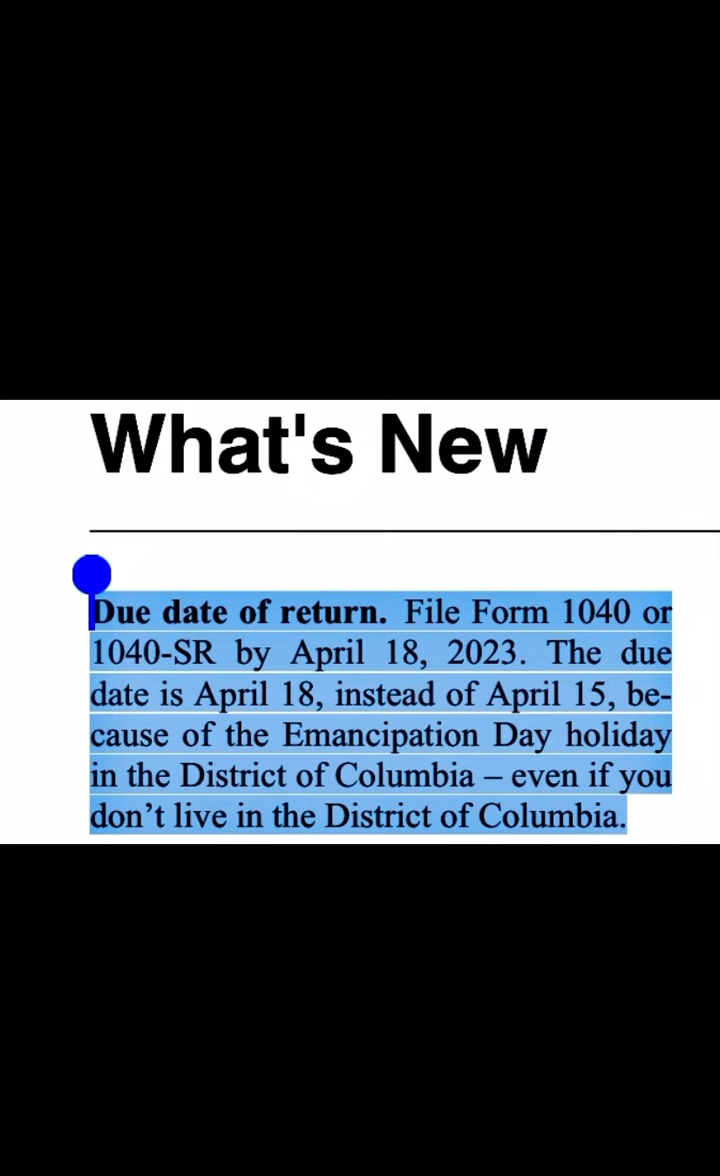 What's New
Due date of return. File Form 1040 or
1040-SR by April 18, 2023. The due
date is April 18, instead of April 15, be-
cause of the Emancipation Day holiday
in the District of Columbia – even if you
don’t live in the District of Columbia.